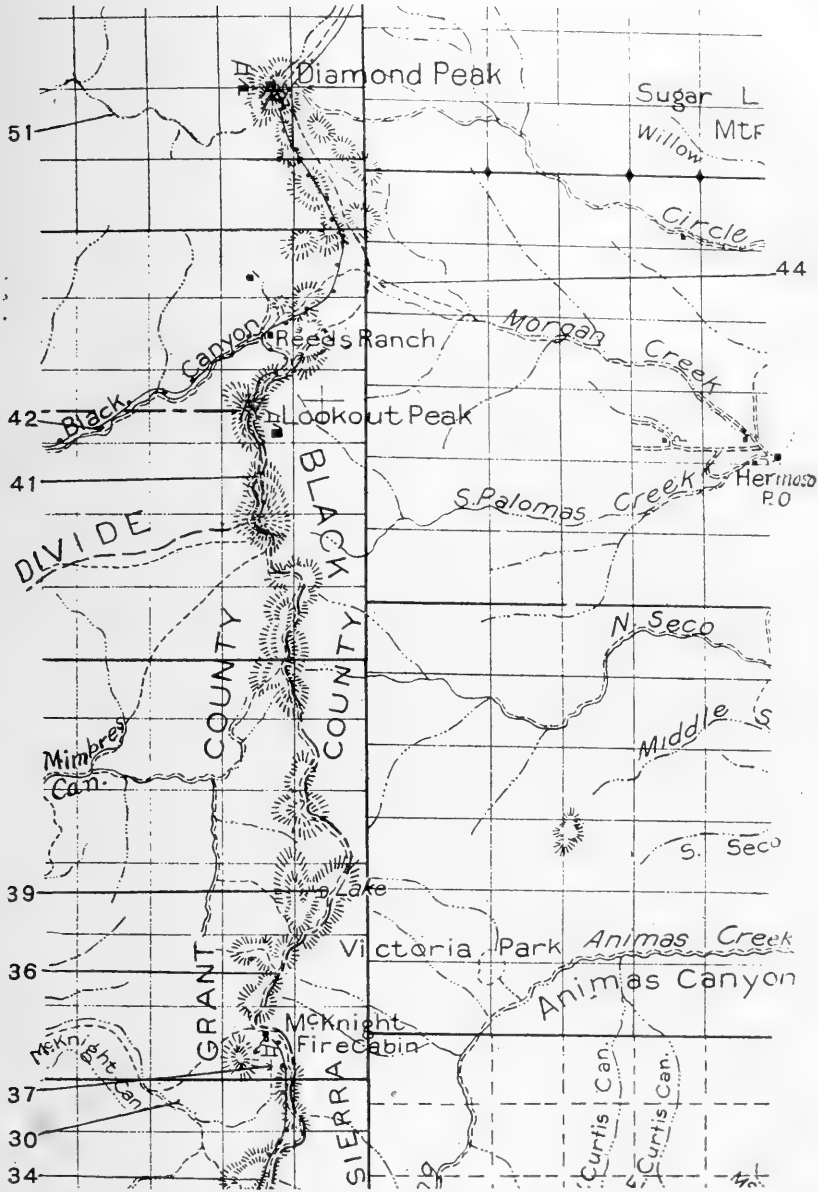 Diamond Peak
Sugar L
Willow
Mt
51
Circle
44
Morgan Creek
Black Canyon
Reeds Ranch
42
Lookout Peak
BLACK
41
S. Palomas Creek
Hermoso
P.O
DIVIDE
N. Seco
GRANT COUNTY
SIERRA COUNTY
Middle S
Mimbres
Can.
S. Seco
39
Lake
Victoria Park
Animas Creek
36
Animas Canyon
McKnight
Fire Cabin
McKnight Can
37
Curtis Can.
Curtis Can.
30
34